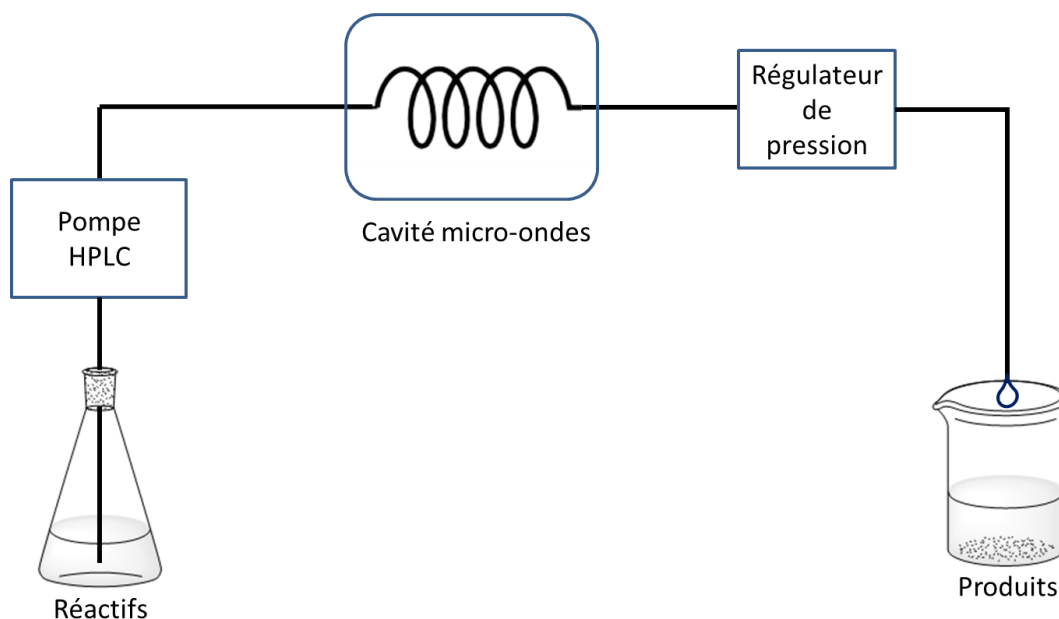 Régulateur
de
pression
Pompe
HPLC
Cavité micro-ondes
Réactifs
Produits